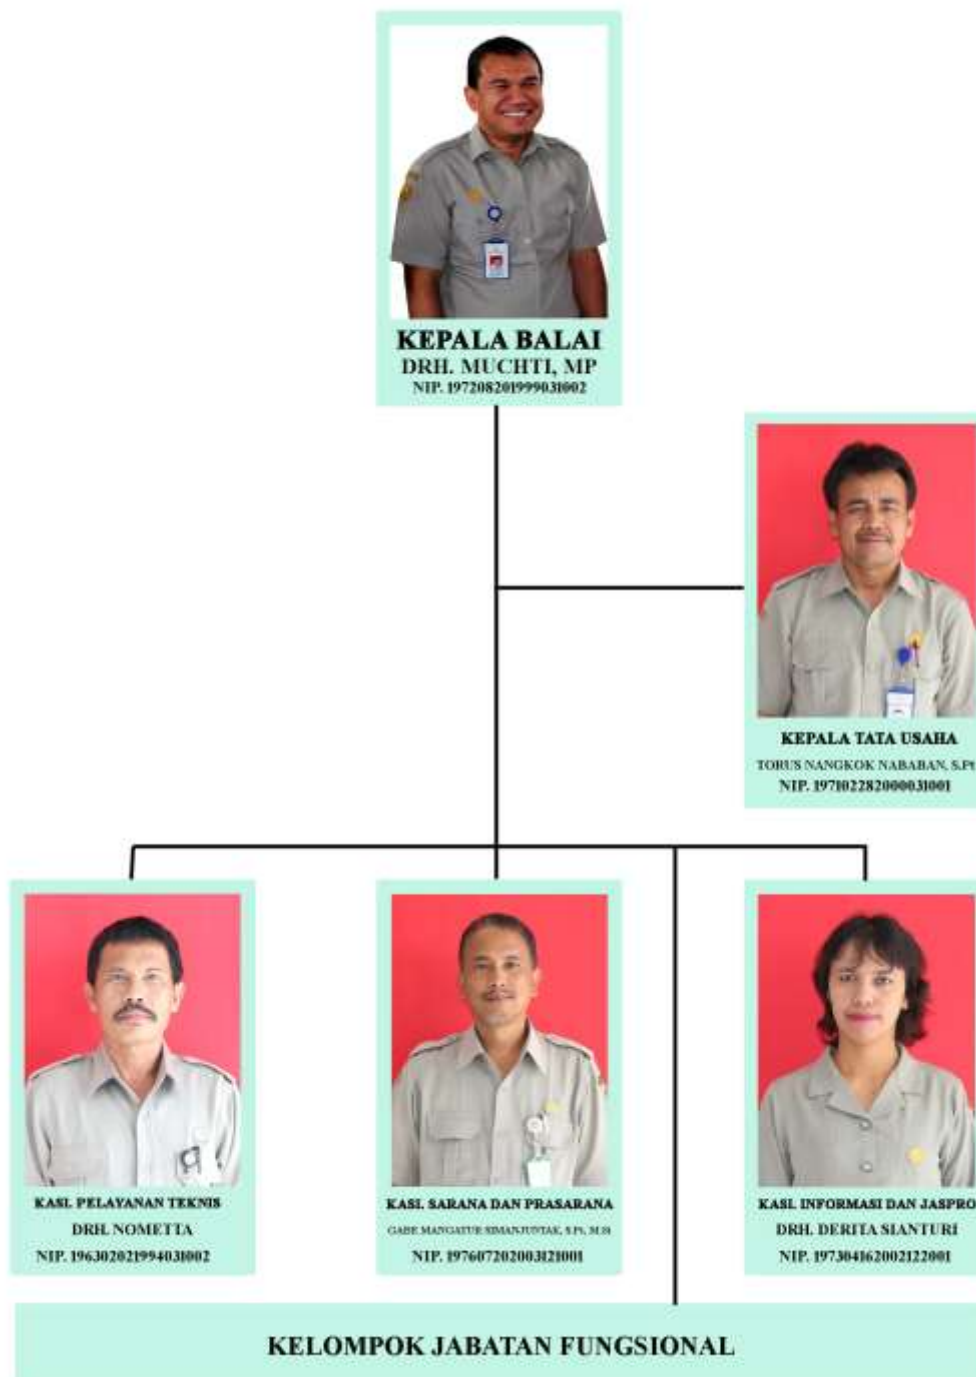 KEPALA BALAI
DRH. MUCHTI, MP
NIP. 197208201999031002
KEPALA TATA USAHA
TORUS NANGKOK NABABAN, S.Pt
NIP. 197102282000031001
KASI. PELAYANAN TEKNIS
DRH. NOMETTA
NIP. 196302021994031002
KASI. SARANA DAN PRASARANA
GABE MANGATUR SIMANJUNTAK, S.Pt, M.Si
NIP. 197607202003121001
KASI. INFORMASI DAN JASPRO
DRH. DERITA SIANTURI
NIP. 197304162002122001
KELOMPOK JABATAN FUNGSIONAL